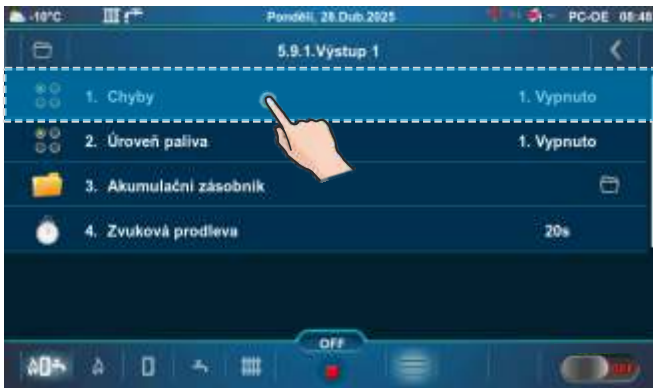 -10°C Pondělí, 28.Dub.2025 PC-OE 08:48
5.9.1.Výstup 1
1. Chyby 1. Vypnuto
2. Úroveň paliva 1. Vypnuto
3. Akumulační zásobník
4. Zvuková prodleva 20s
OFF
OFF